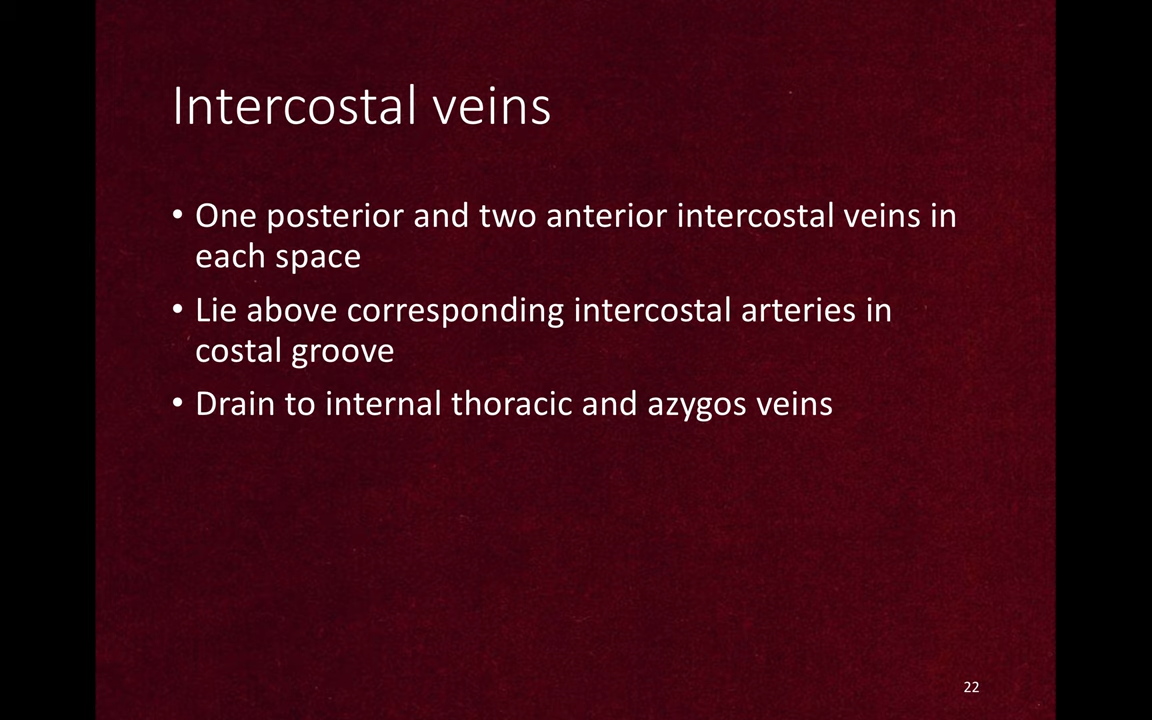 Intercostal veins
• One posterior and two anterior intercostal veins in
each space
• Lie above corresponding intercostal arteries in
costal groove
• Drain to internal thoracic and azygos veins
22